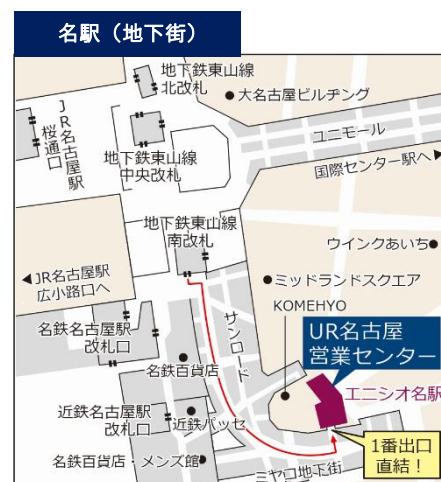 名駅（地下街）
地下鉄東山線
北改札
大名古屋ビルヂング
JR名古屋駅
桜通口
ユニモール
地下鉄東山線
中央改札
国際センター駅へ
地下鉄東山線
南改札
ウインクあいち
JR名古屋駅
広小路口へ
ミッドランドスクエア
サンロード
KOMEHYO
名鉄名古屋駅
改札口
UR名古屋
営業センター
名鉄百貨店
エニシオ名駅
近鉄名古屋駅
改札口
近鉄パッセ
1番出口
直結！
名鉄百貨店・メンズ館
ミヤコ地下街